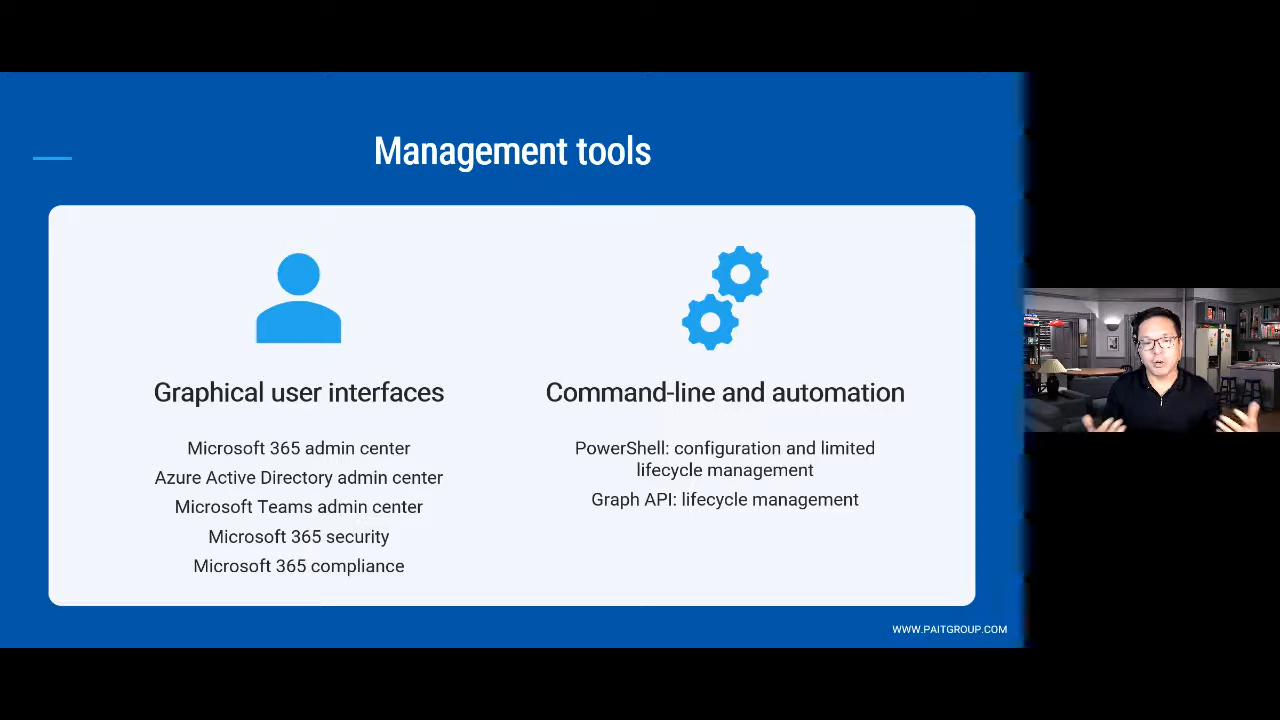 Management tools
Graphical user interfaces
Microsoft 365 admin center
Azure Active Directory admin center
Microsoft Teams admin center
Microsoft 365 security
Microsoft 365 compliance
Command-line and automation
PowerShell: configuration and limited
lifecycle management
Graph API: lifecycle management
WWW.PAITGROUP.COM